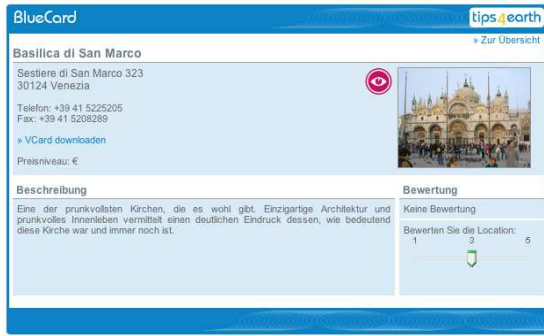 BlueCard
tips4earth
» Zur Übersicht
Basilica di San Marco
Sestiere di San Marco 323
30124 Venezia
Telefon: +39 41 5225205
Fax: +39 41 5208289
» VCard downloaden
Preisniveau: €
Beschreibung
Eine der prunkvollsten Kirchen, die es wohl gibt. Einzigartige Architektur und
prunkvolles Innenleben vermittelt einen deutlichen Eindruck dessen, wie bedeutend
diese Kirche war und immer noch ist.
Bewertung
Keine Bewertung
Bewerten Sie die Location:
1 3 5